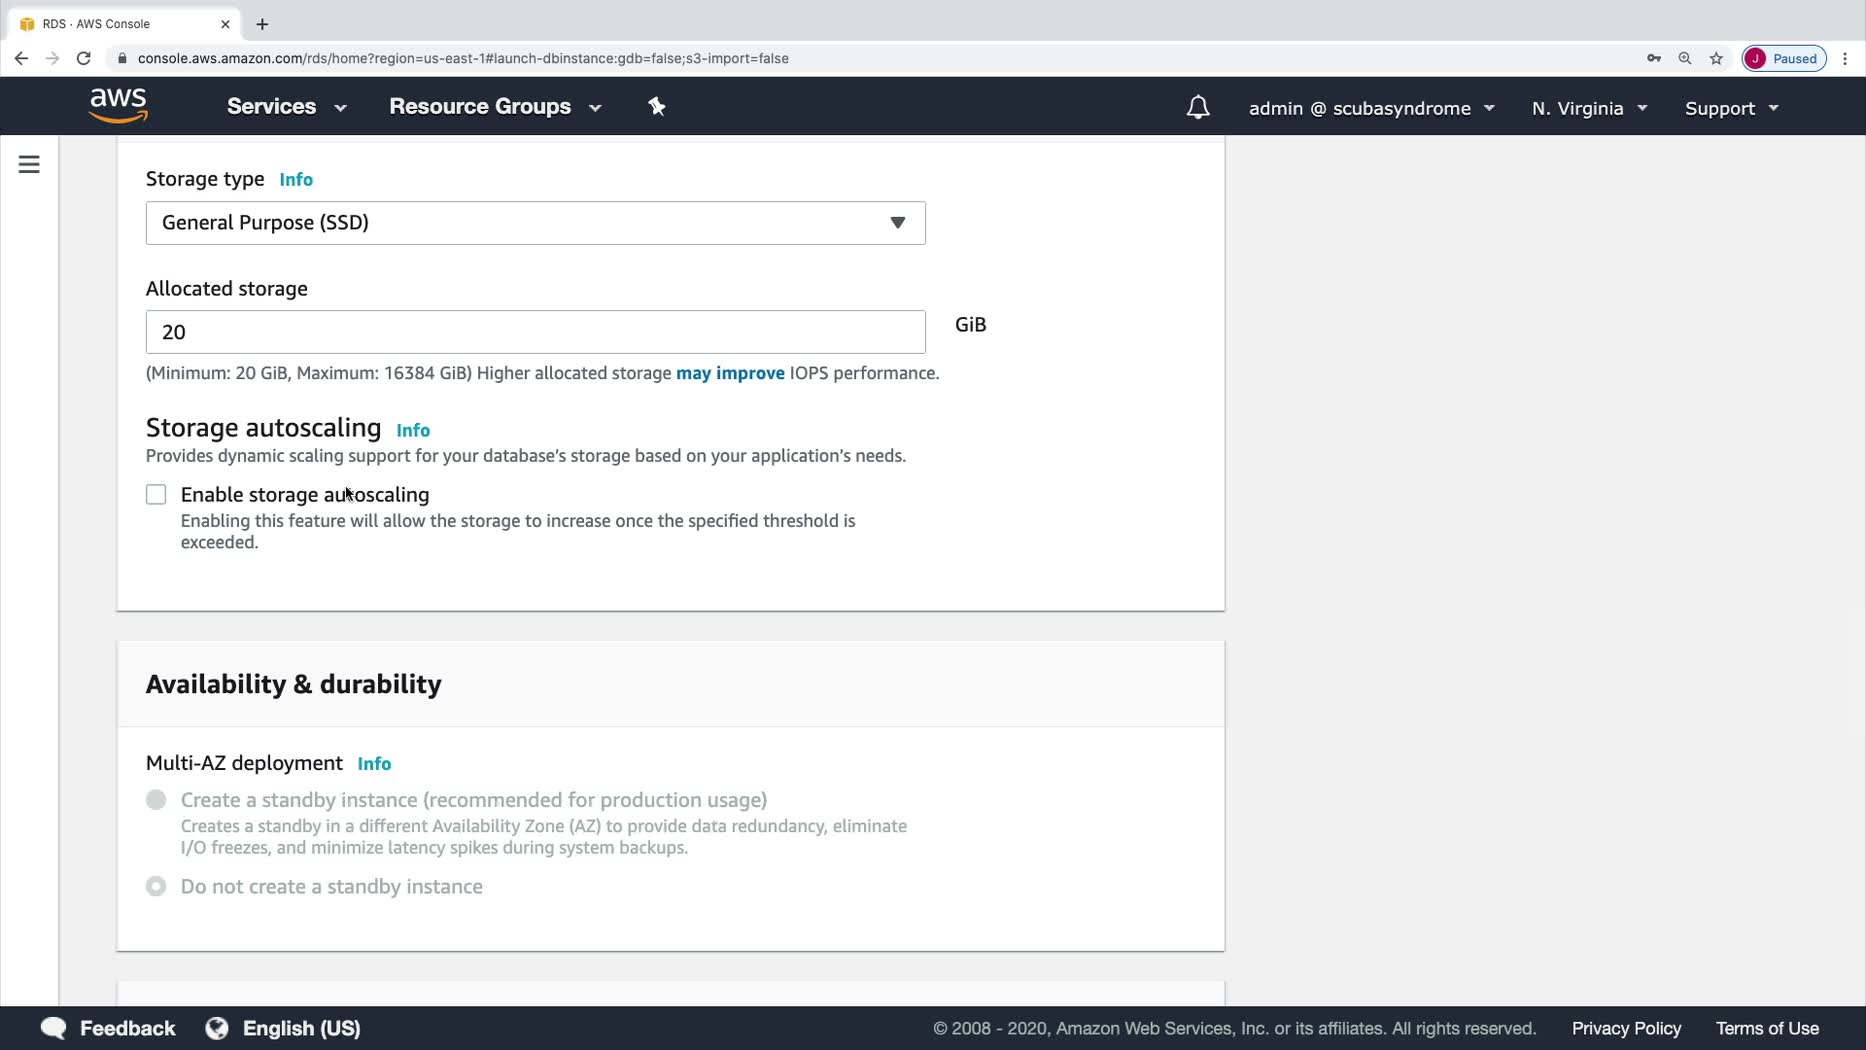 RDS · AWS Console
console.aws.amazon.com/rds/home?region=us-east-1#launch-dbinstance:gdb=false;s3-import=false
J Paused
aws Services Resource Groups admin @ scubasyndrome N. Virginia Support
Storage type Info
General Purpose (SSD)
Allocated storage
20 GiB
(Minimum: 20 GiB, Maximum: 16384 GiB) Higher allocated storage may improve IOPS performance.
Storage autoscaling Info
Provides dynamic scaling support for your database's storage based on your application's needs.
Enable storage autoscaling
Enabling this feature will allow the storage to increase once the specified threshold is
exceeded.
Availability & durability
Multi-AZ deployment Info
Create a standby instance (recommended for production usage)
Creates a standby in a different Availability Zone (AZ) to provide data redundancy, eliminate
I/O freezes, and minimize latency spikes during system backups.
Do not create a standby instance
Feedback English (US) © 2008 - 2020, Amazon Web Services, Inc. or its affiliates. All rights reserved. Privacy Policy Terms of Use